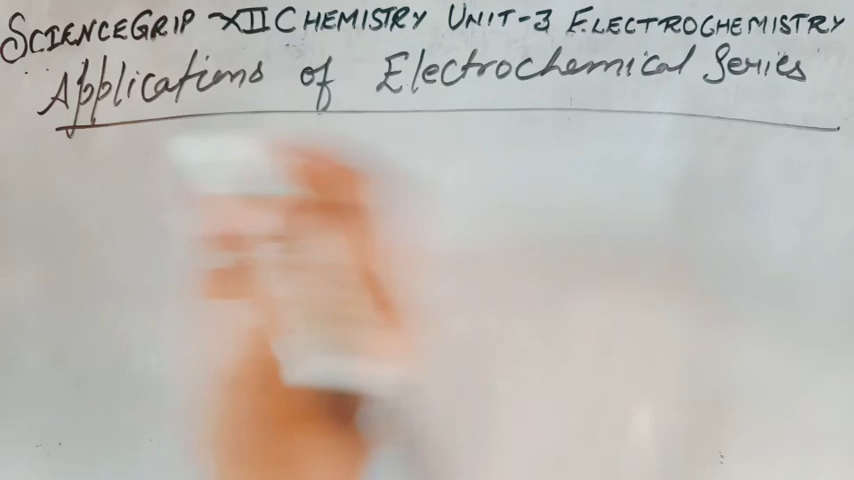 SCIENCEGRIP XII CHEMISTRY UNIT-3 ELECTROCHEMISTRY
Applications of Electrochemical Series